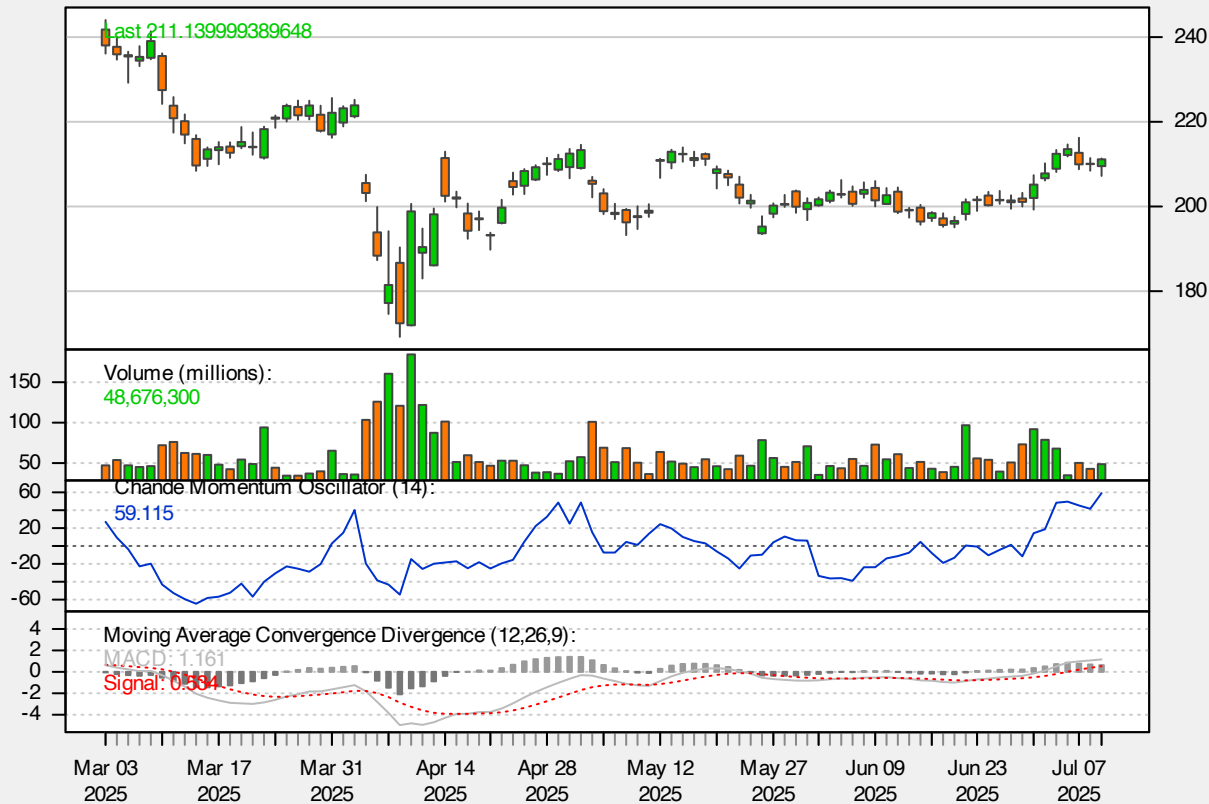 Last 211.139999389648
240
220
200
180
Volume (millions):
48,676,300
150
100
50
Chande Momentum Oscillator (14):
59.115
60
20
-20
-60
Moving Average Convergence Divergence (12,26,9):
MACD: 1.161
Signal: 0.534
4
2
0
-2
-4
Mar 03 Mar 17 Mar 31 Apr 14 Apr 28 May 12 May 27 Jun 09 Jun 23 Jul 07
2025 2025 2025 2025 2025 2025 2025 2025 2025 2025